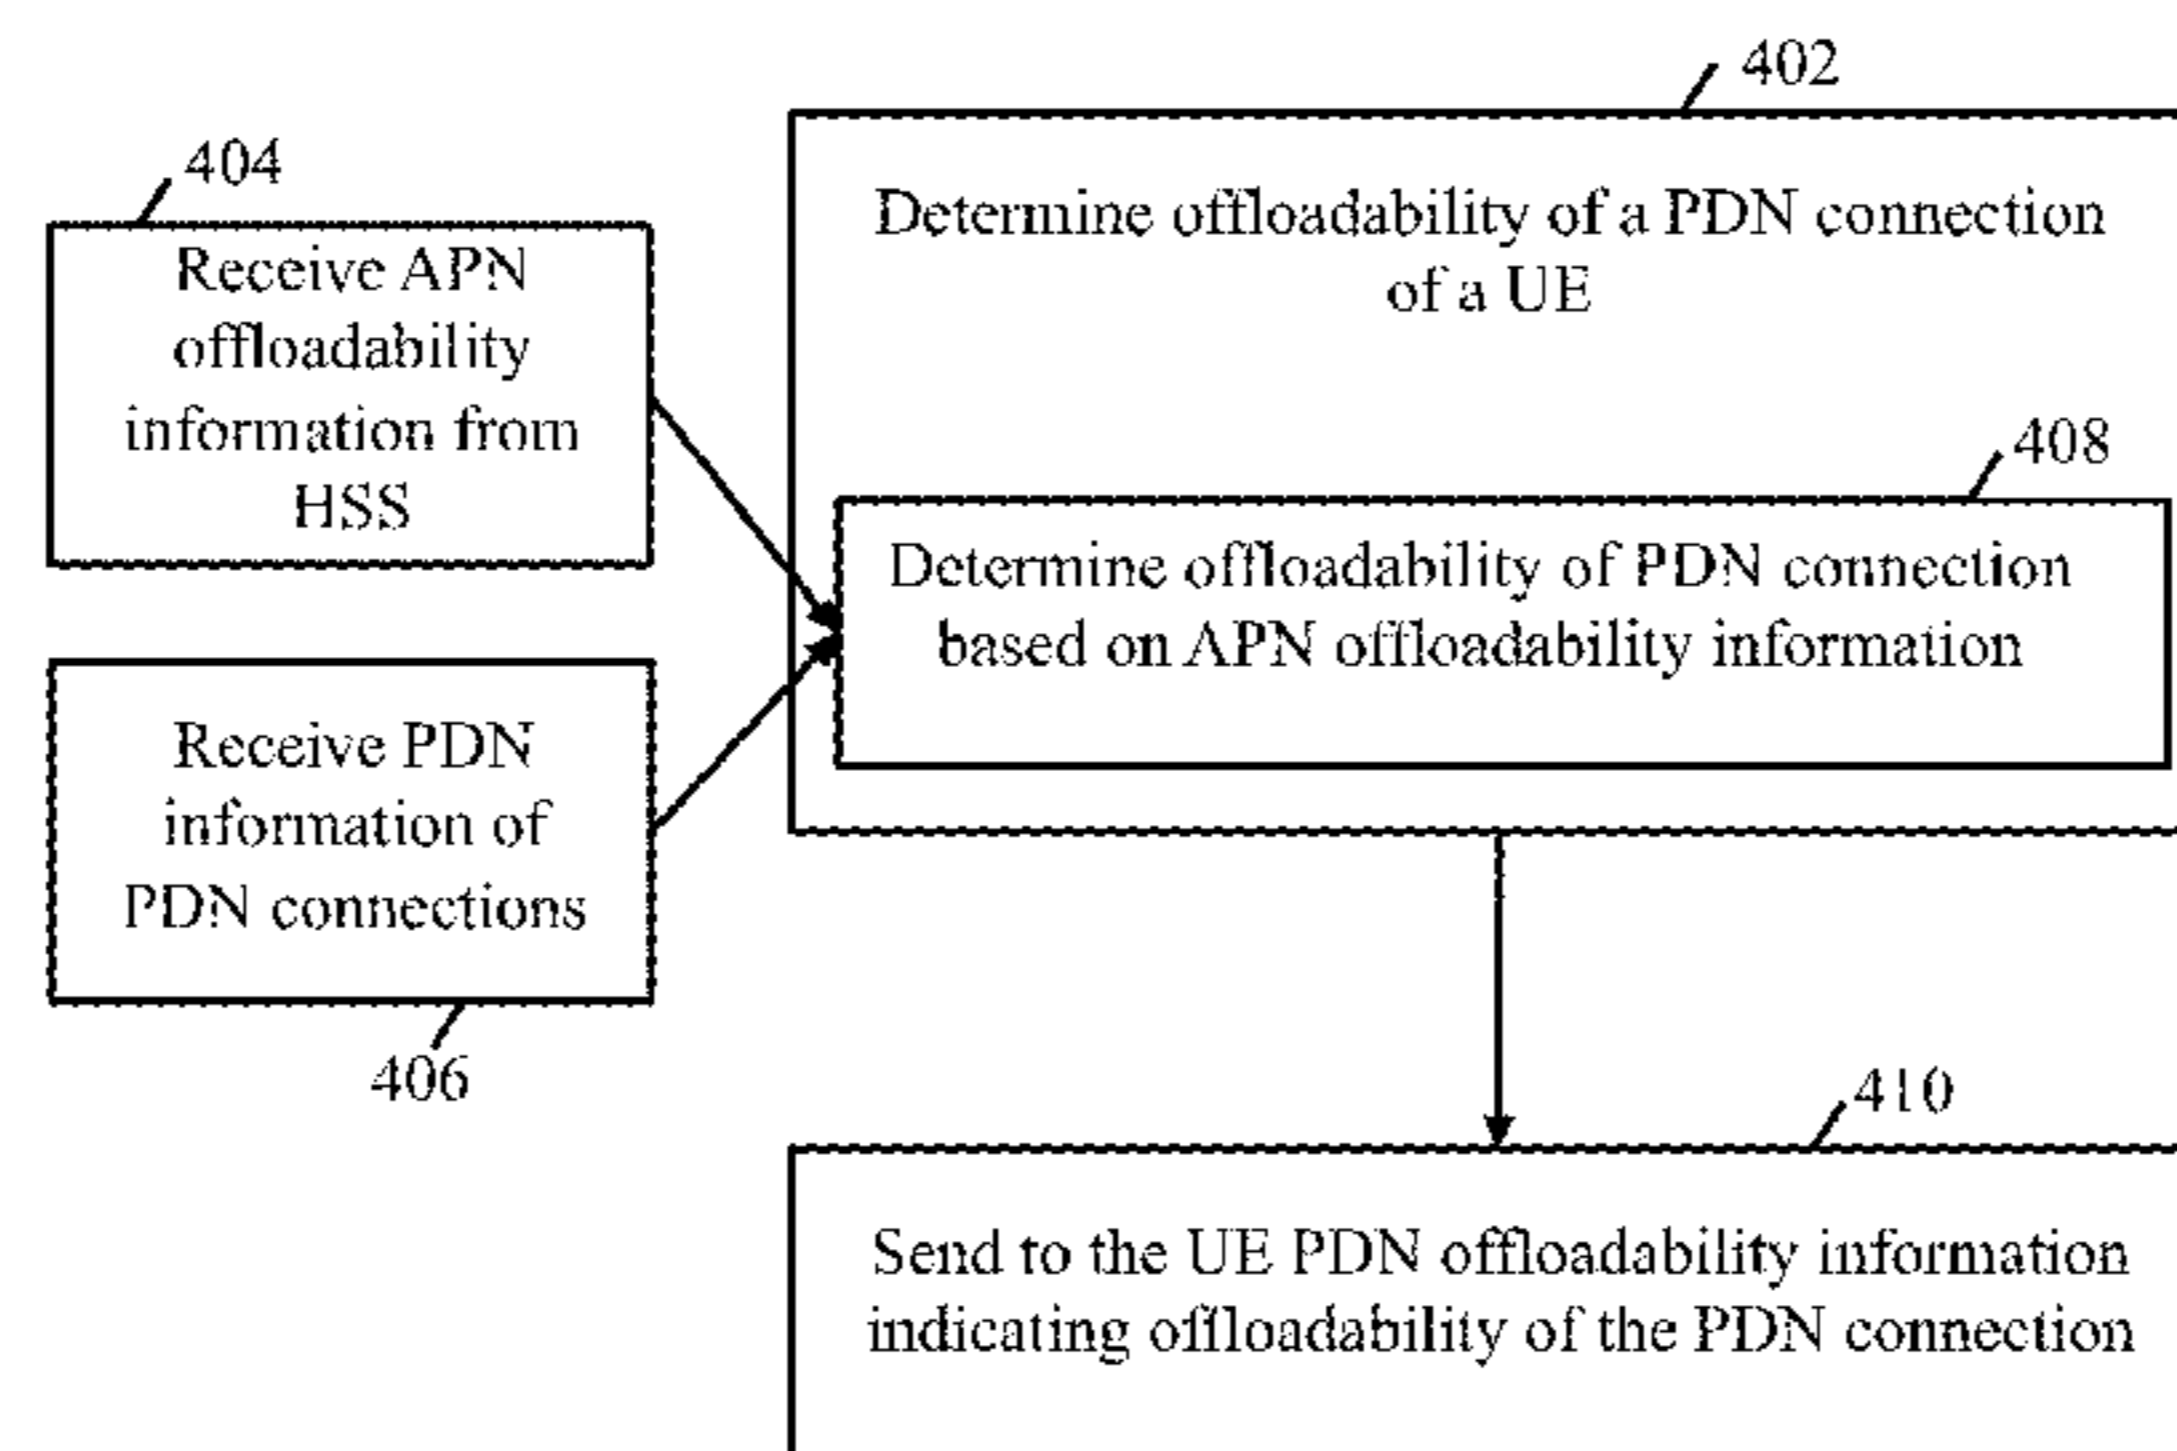 402
404
Determine offloadability of a PDN connection
of a UE
Receive APN
offloadability
information from
HSS
408
Determine offloadability of PDN connection
based on APN offloadability information
Receive PDN
information of
PDN connections
406
410
Send to the UE PDN offloadability information
indicating offloadability of the PDN connection